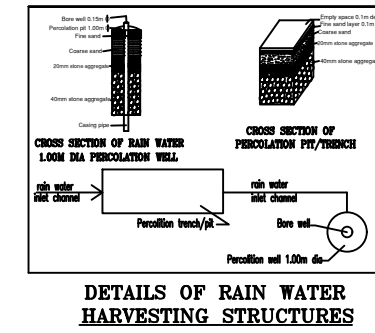 Bore well 0.15m
Percolation pit 1.00m
Fine sand
Coarse sand
20mm stone aggregate
40mm stone aggregate
Casing pipe
CROSS SECTION OF RAIN WATER
1.00M DIA PERCOLATION WELL
Empty space 0.1m de
Fine sand layer 0.1m
Coarse sand
20mm stone aggregate
40mm stone aggrega
CROSS SECTION OF
PERCOLATION PIT/TRENCH
rain water
inlet channel
Percolition trench/pit
rain water
inlet channel
Bore well
Percolition well 1.00m dia
DETAILS OF RAIN WATER
HARVESTING STRUCTURES